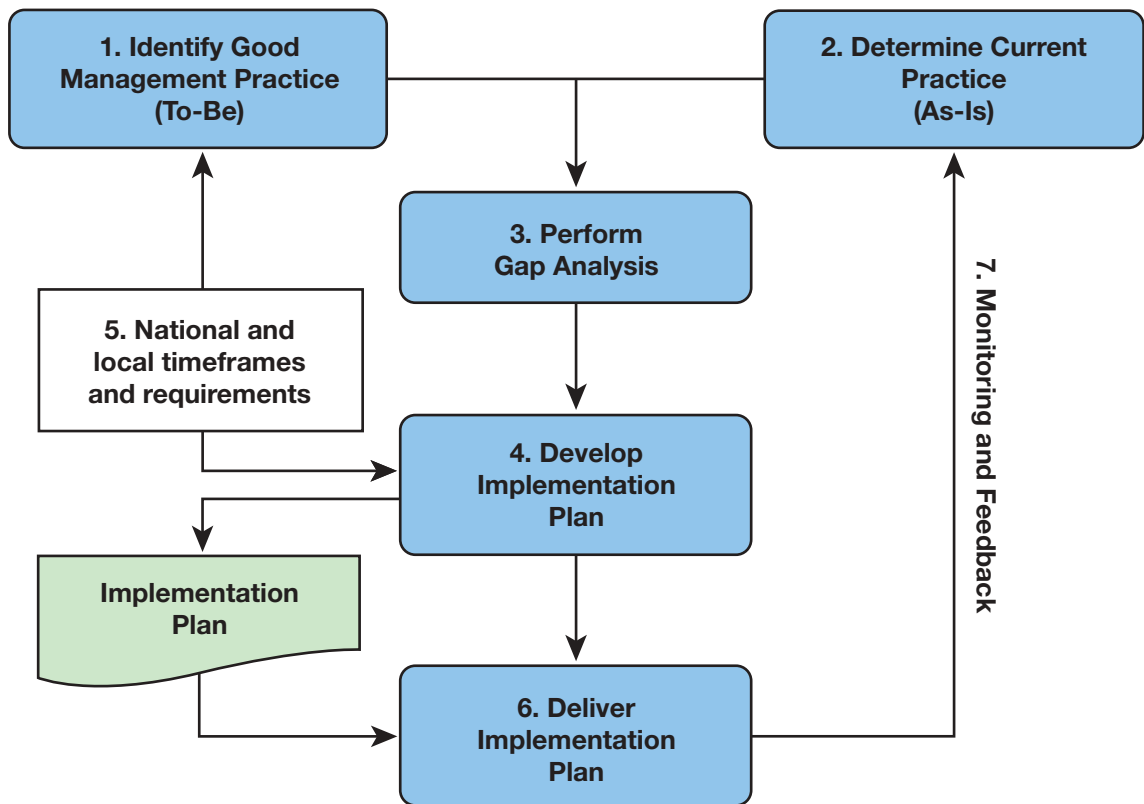 1. Identify Good
Management Practice
(To-Be)
2. Determine Current
Practice
(As-Is)
3. Perform
Gap Analysis
5. National and
local timeframes
and requirements
4. Develop
Implementation
Plan
Implementation
Plan
6. Deliver
Implementation
Plan
7. Monitoring and Feedback